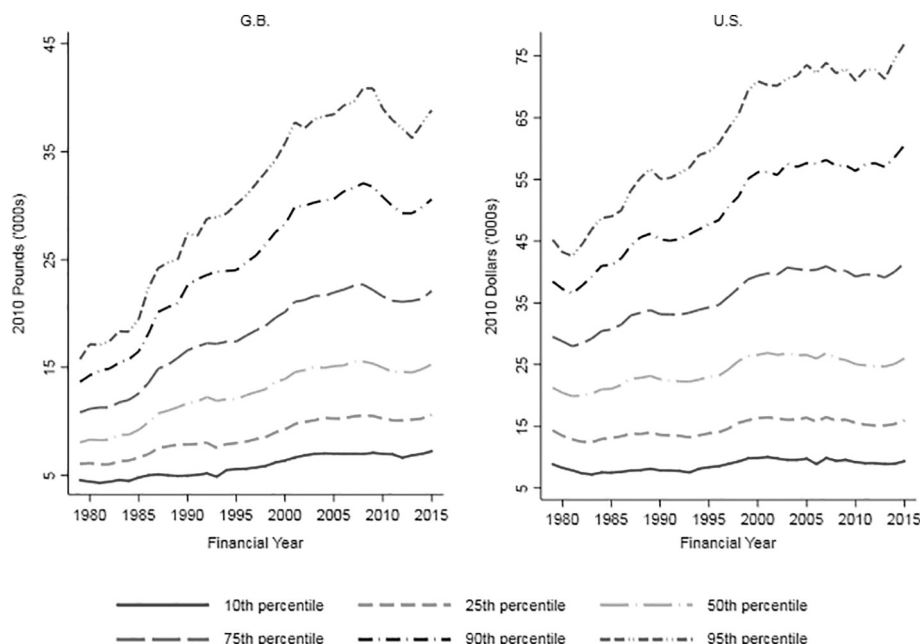 G.B.
U.S.
2010 Pounds ('000s)
45
35
25
15
5
1980 1985 1990 1995 2000 2005 2010 2015
Financial Year
2010 Dollars ('000s)
75
65
55
45
35
25
15
5
1980 1985 1990 1995 2000 2005 2010 2015
Financial Year
10th percentile 25th percentile 50th percentile
75th percentile 90th percentile 95th percentile